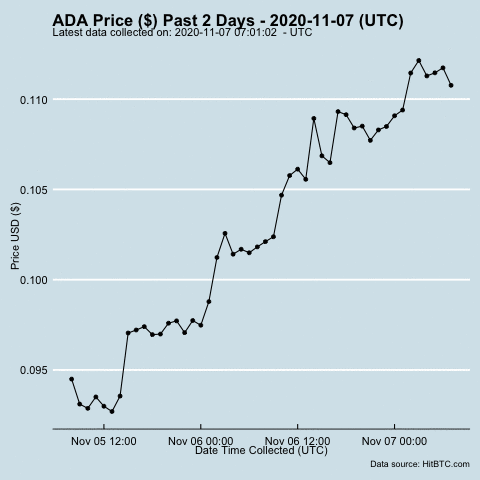 ADA Price ($) Past 2 Days - 2020-11-07 (UTC)
Latest data collected on: 2020-11-07 07:01:02  - UTC
0.110
0.105
0.100
0.095
Price USD ($)
Nov 05 12:00 Nov 06 00:00 Nov 06 12:00 Nov 07 00:00
Date Time Collected (UTC)
Data source: HitBTC.com